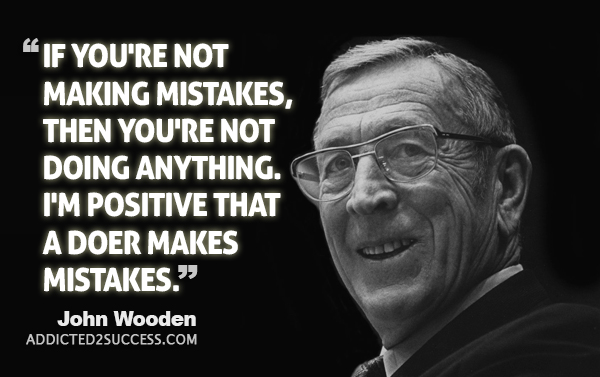 “IF YOU'RE NOT
MAKING MISTAKES,
THEN YOU'RE NOT
DOING ANYTHING.
I'M POSITIVE THAT
A DOER MAKES
MISTAKES.”
John Wooden
ADDICTED2SUCCESS.COM